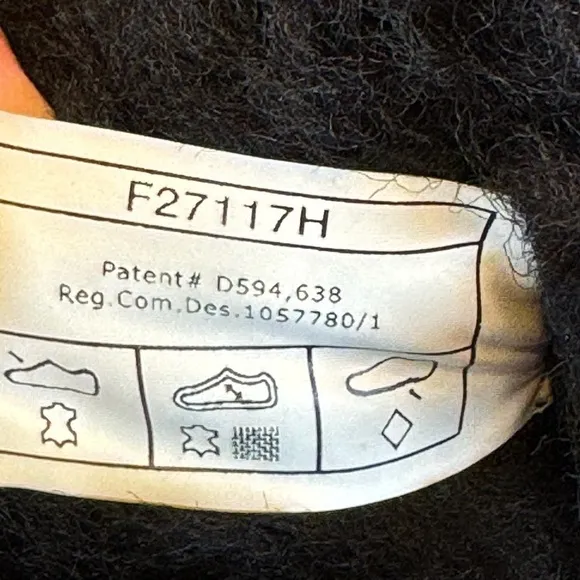 F27117H
Patent# D594,638
Reg.Com.Des.1057780/1